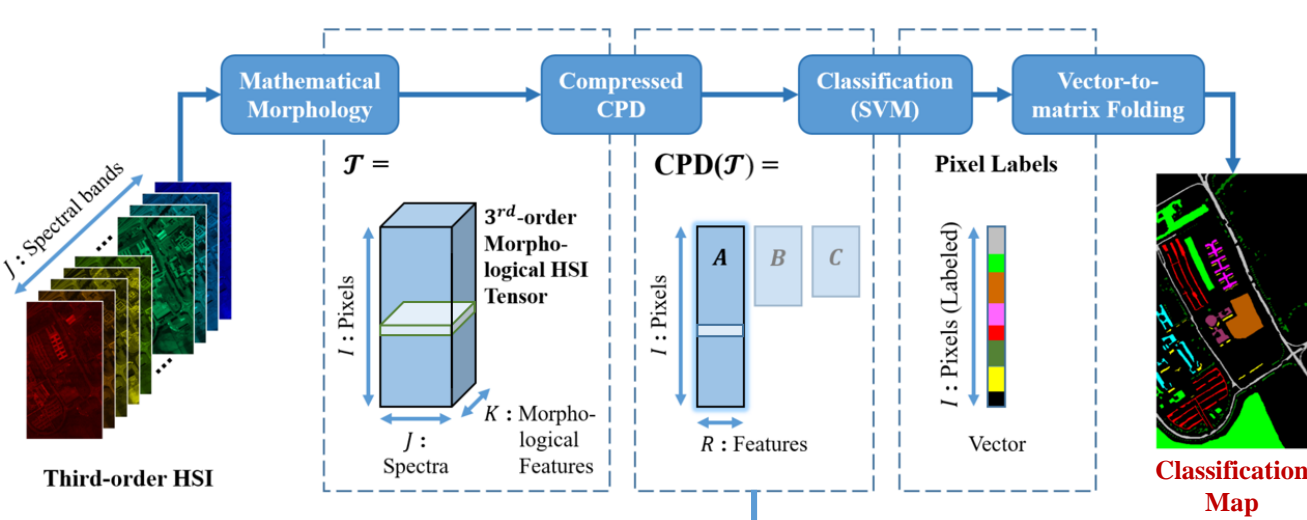 Mathematical
Morphology
Compressed
CPD
Classification
(SVM)
Vector-to-
matrix Folding
J : Spectral bands
Third-order HSI
𝓣 =
I : Pixels
3ʳᵈ-order
Morpho-
logical HSI
Tensor
J :
Spectra
K : Morpho-
logical
Features
CPD(𝓣) =
I : Pixels
A
B
C
R : Features
Pixel Labels
I : Pixels (Labeled)
Vector
Classification
Map